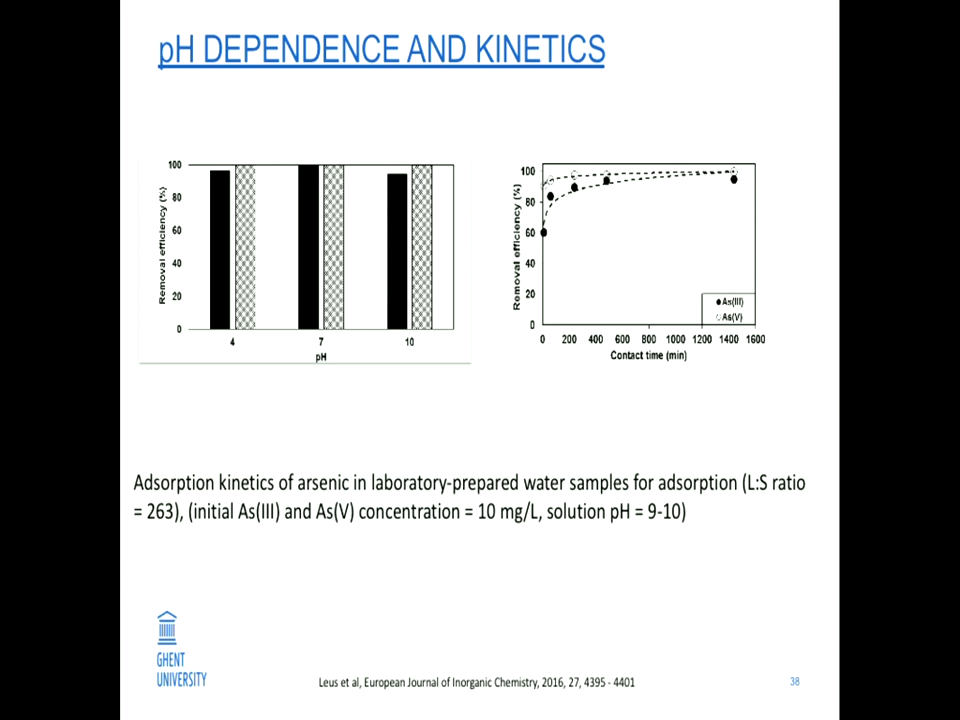 pH DEPENDENCE AND KINETICS
Removal efficiency (%)
100
80
60
40
20
0
4 7 10
pH
Removal efficiency (%)
100
80
60
40
20
0
As(III)
As(V)
0 200 400 600 800 1000 1200 1400 1600
Contact time (min)
Adsorption kinetics of arsenic in laboratory-prepared water samples for adsorption (L:S ratio
= 263), (initial As(III) and As(V) concentration = 10 mg/L, solution pH = 9-10)
GHENT
UNIVERSITY
Leus et al, European Journal of Inorganic Chemistry, 2016, 27, 4395 - 4401
38